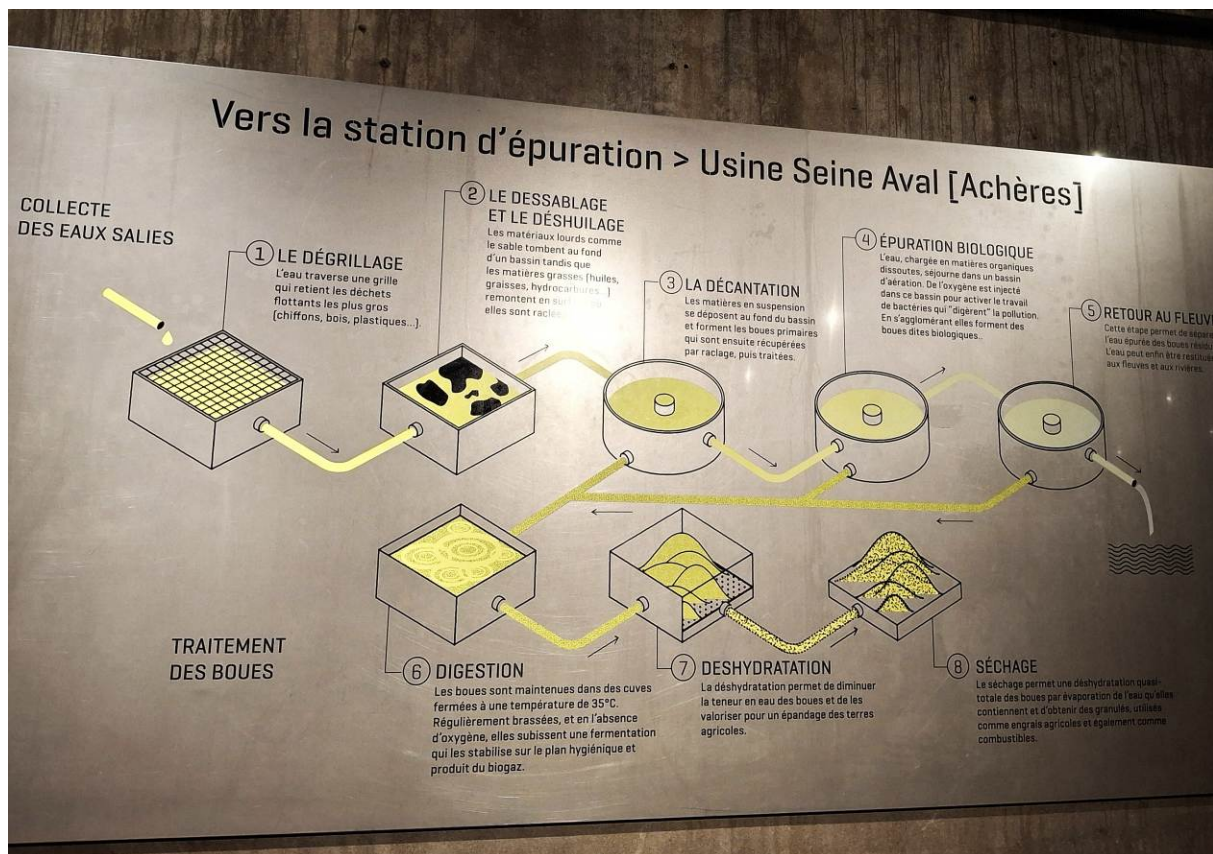 Vers la station d'épuration > Usine Seine Aval [Achères]
COLLECTE
DES EAUX SALIES
1 LE DÉGRILLAGE
L'eau traverse une grille
qui retient les déchets
flottants les plus gros
[chiffons, bois, plastiques...].
2 LE DESSABLAGE
ET LE DÉSHUILAGE
Les matériaux lourds comme
le sable tombent au fond
d'un bassin tandis que
les matières grasses [huiles,
graisses, hydrocarbures...]
remontent en
elles sont
3 LA DÉCANTATION
Les matières en suspension
se déposent au fond du bassin
et forment les boues primaires
qui sont ensuite récupérées
par raclage, puis traitées.
4 ÉPURATION BIOLOGIQUE
L'eau, chargée en matières organiques
dissoutes, séjourne dans un bassin
d'aération. De l'oxygène est injecté
dans ce bassin pour activer le travail
de bactéries qui "digèrent" la pollution.
En s'agglomérant elles forment des
boues dites biologiques..
5 RETOUR AU
Cette étape permet de
l'eau épurée des boues
L'eau peut enfin être
aux fleuves et aux rivières.
TRAITEMENT
DES BOUES
6 DIGESTION
Les boues sont maintenues dans des cuves
fermées à une température de 35°C.
Régulièrement brassées, et en l'absence
d'oxygène, elles subissent une fermentation
qui les stabilise sur le plan hygiénique et
produit du biogaz.
7 DESHYDRATATION
La déshydratation permet de diminuer
la teneur en eau des boues et de les
valoriser pour un épandage des terres
agricoles.
8 SÉCHAGE
Le séchage permet une déshydratation quasi-
totale des boues par évaporation de l'eau qu'elles
contiennent et d'obtenir des granulés, utilisés
comme engrais agricoles et également comme
combustibles.